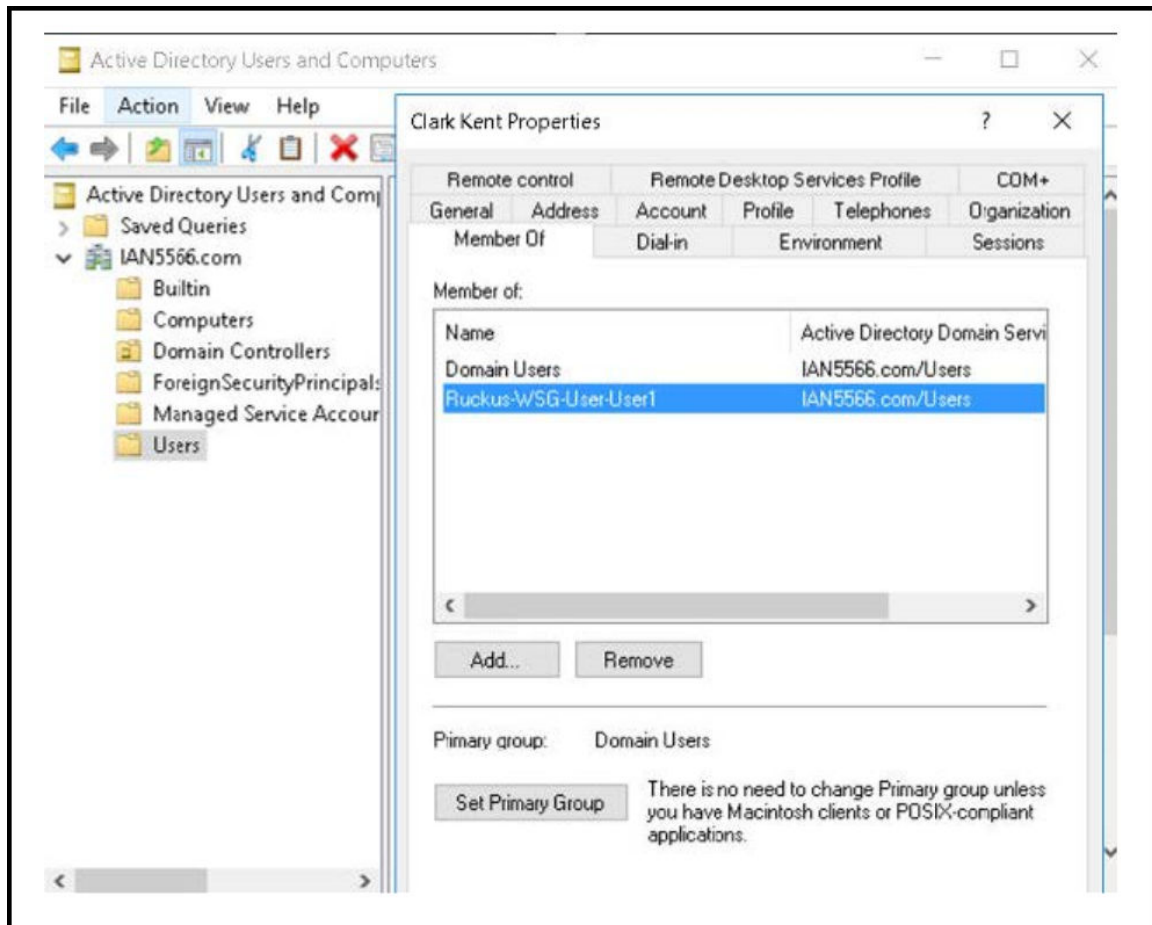 Active Directory Users and Computers
File Action View Help
Active Directory Users and Comp
Saved Queries
IAN5566.com
Builtin
Computers
Domain Controllers
ForeignSecurityPrincipals
Managed Service Accour
Users
Clark Kent Properties
Remote control Remote Desktop Services Profile COM+
General Address Account Profile Telephones Organization
Member Of Dial-in Environment Sessions
Member of:
Name Active Directory Domain Servi
Domain Users IAN5566.com/Users
Ruckus-WSG-User-User1 IAN5566.com/Users
Add... Remove
Primary group: Domain Users
Set Primary Group
There is no need to change Primary group unless
you have Macintosh clients or POSIX-compliant
applications.